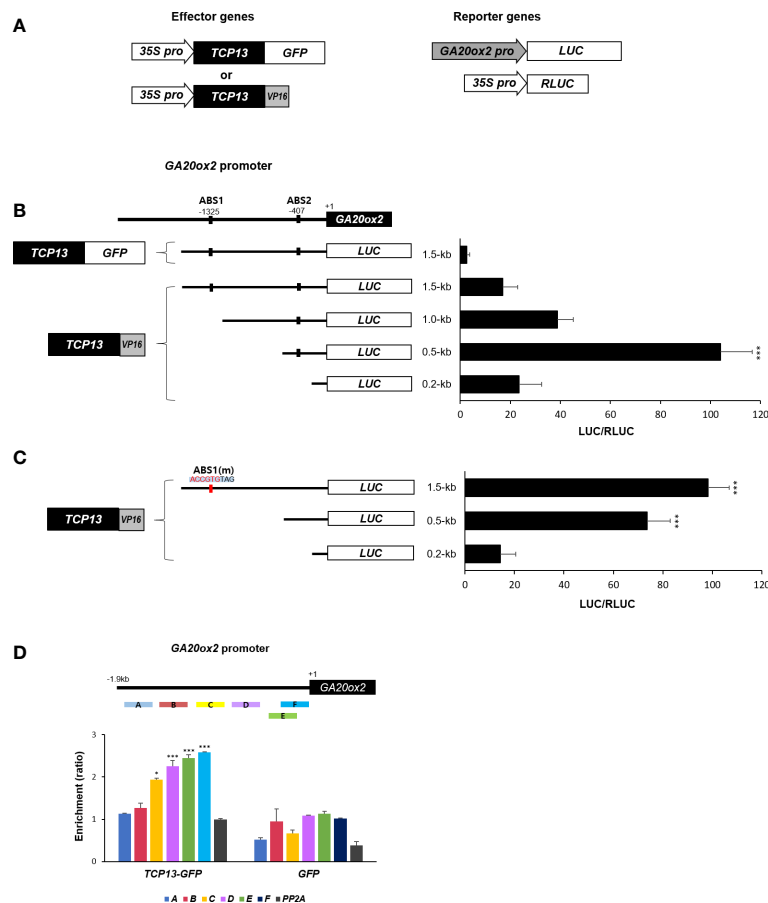 A
Effector genes
Reporter genes
35S pro TCP13 GFP
GA20ox2 pro LUC
or
35S pro TCP13 VP16
35S pro RLUC
GA20ox2 promoter
B
ABS1 ABS2
-1325 -407 +1
GA20ox2
TCP13 GFP LUC 1.5-kb
LUC 1.5-kb
LUC 1.0-kb
TCP13 VP16 LUC 0.5-kb ***
LUC 0.2-kb
0 20 40 60 80 100 120
LUC/RLUC
C
ABS1(m)
ACCGTGTAG
LUC 1.5-kb ***
TCP13 VP16 LUC 0.5-kb ***
LUC 0.2-kb
0 20 40 60 80 100 120
LUC/RLUC
D
GA20ox2 promoter
-1.9kb +1
GA20ox2
A B C D F
E
Enrichment (ratio)
3
2
1
0
* *** *** ***
TCP13-GFP GFP
A B C D E F PP2A